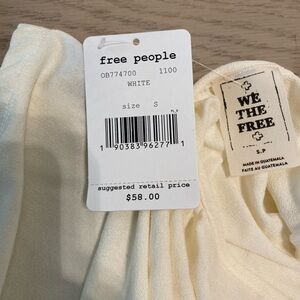 free people
OB774700 1100
WHITE
size S
1 90383 96277 1
suggested retail price
$58.00
WE
THE
FREE
S.P
MADE IN GUATEMALA
FAITE AU GUATEMALA